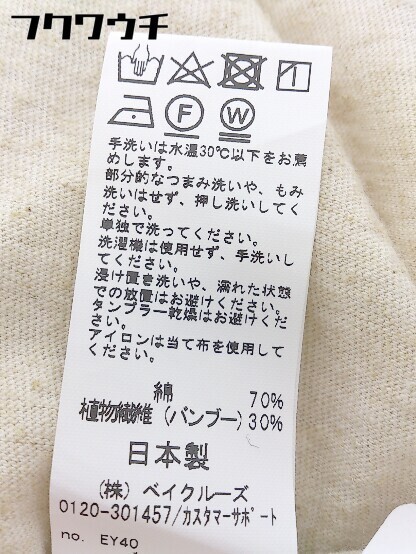 フクワウチ
F W
手洗いは水温30℃以下をお薦
めします。
部分的なつまみ洗いや、もみ
洗いはせず、押し洗いしてく
ださい。
単独で洗ってください。
洗濯機は使用せず、手洗いし
てください。
浸け置き洗いや、濡れた状態
での放置はお避けください。
タンブラー乾燥はお避けくだ
さい。
アイロンは当て布を使用して
ください。
綿 70%
植物繊維 (バンブー) 30%
日本製
(株) ベイクルーズ
0120-301457/カスタマーサポート
no. EY40